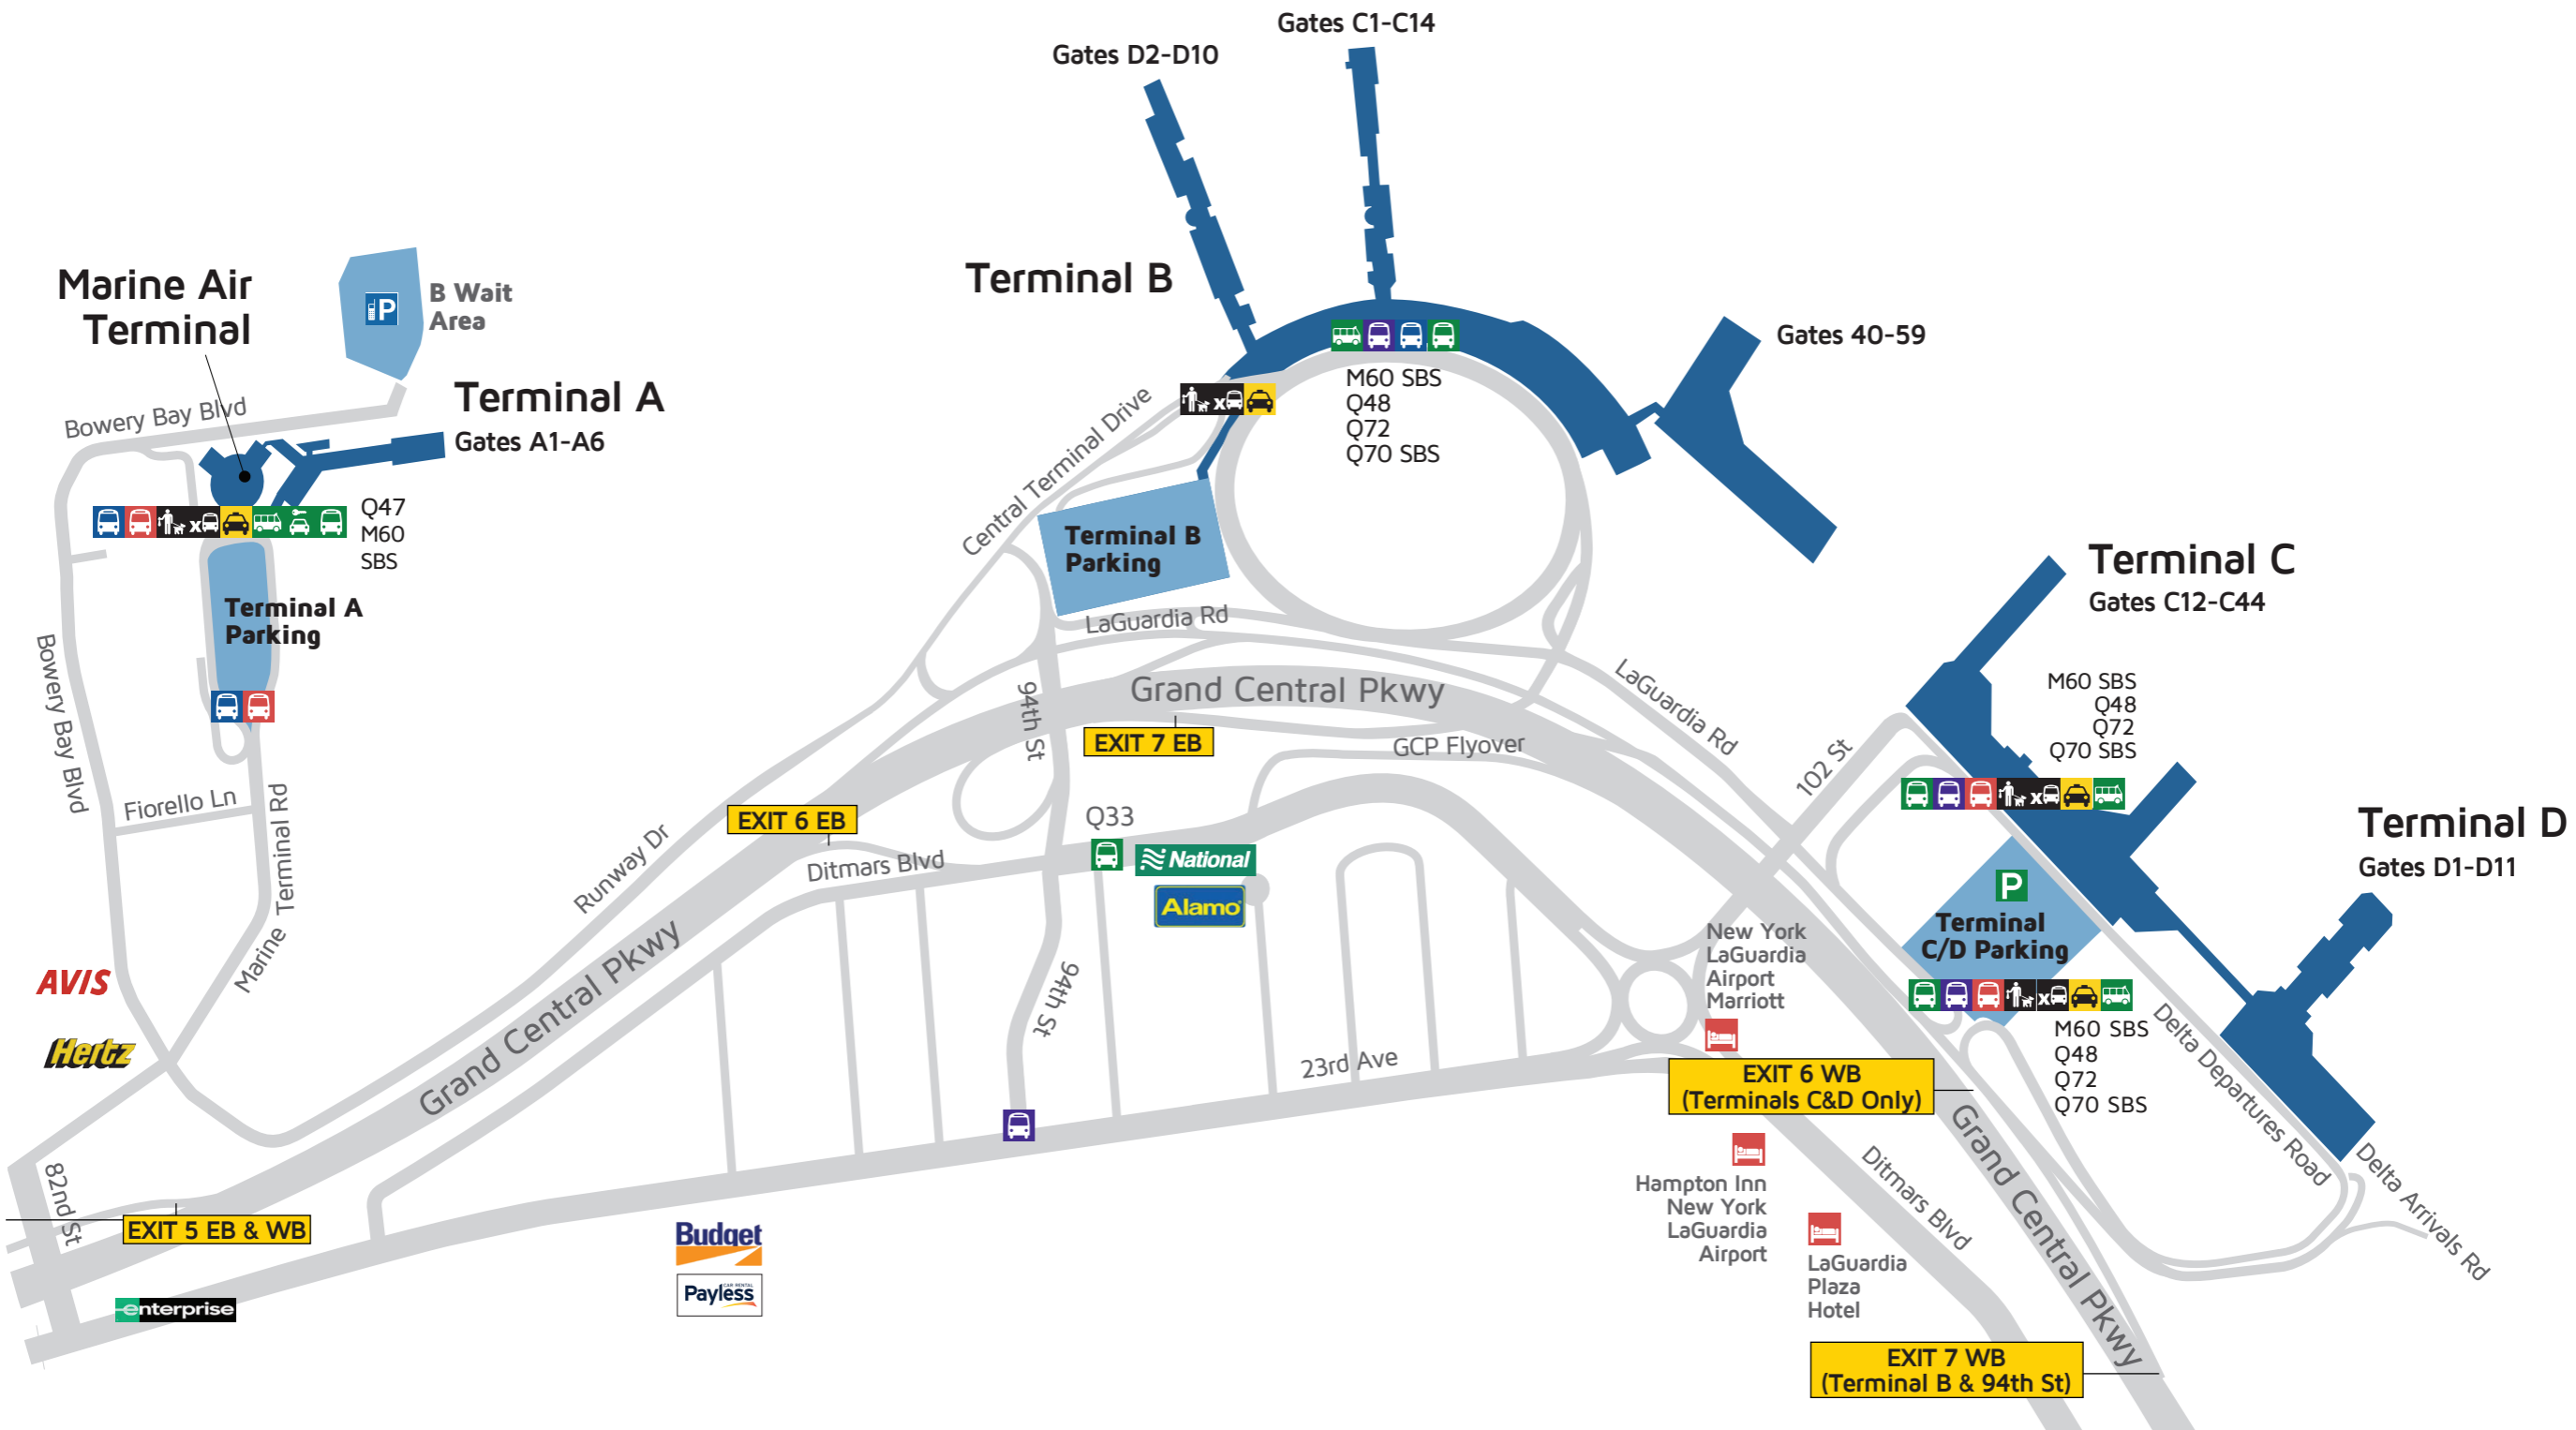 Gates C1-C14
Gates D2-D10
Marine Air
Terminal
B Wait
Area
P
Terminal B
Gates 40-59
Bowery Bay Blvd
Terminal A
Gates A1-A6
Central Terminal Drive
M60 SBS
Q48
Q72
Q70 SBS
x
x
Q47
M60
SBS
Terminal A
Parking
Terminal B
Parking
Terminal C
Gates C12-C44
LaGuardia Rd
Bowery Bay Blvd
94th St
Grand Central Pkwy
LaGuardia Rd
M60 SBS
Q48
Q72
Q70 SBS
EXIT 7 EB
GCP Flyover
102 St
x
Fiorello Ln
Marine Terminal Rd
EXIT 6 EB
Q33
Runway Dr
Ditmars Blvd
National
Alamo
Terminal D
Gates D1-D11
P
Terminal
C/D Parking
x
M60 SBS
Q48
Q72
Q70 SBS
AVIS
Hertz
Grand Central Pkwy
94th St
New York
LaGuardia
Airport
Marriott
23rd Ave
EXIT 6 WB
(Terminals C&D Only)
Delta Departures Road
Delta Arrivals Rd
Grand Central Pkwy
Ditmars Blvd
82nd St
EXIT 5 EB & WB
enterprise
Budget
CAR RENTAL
Payless
Hampton Inn
New York
LaGuardia
Airport
LaGuardia
Plaza
Hotel
EXIT 7 WB
(Terminal B & 94th St)